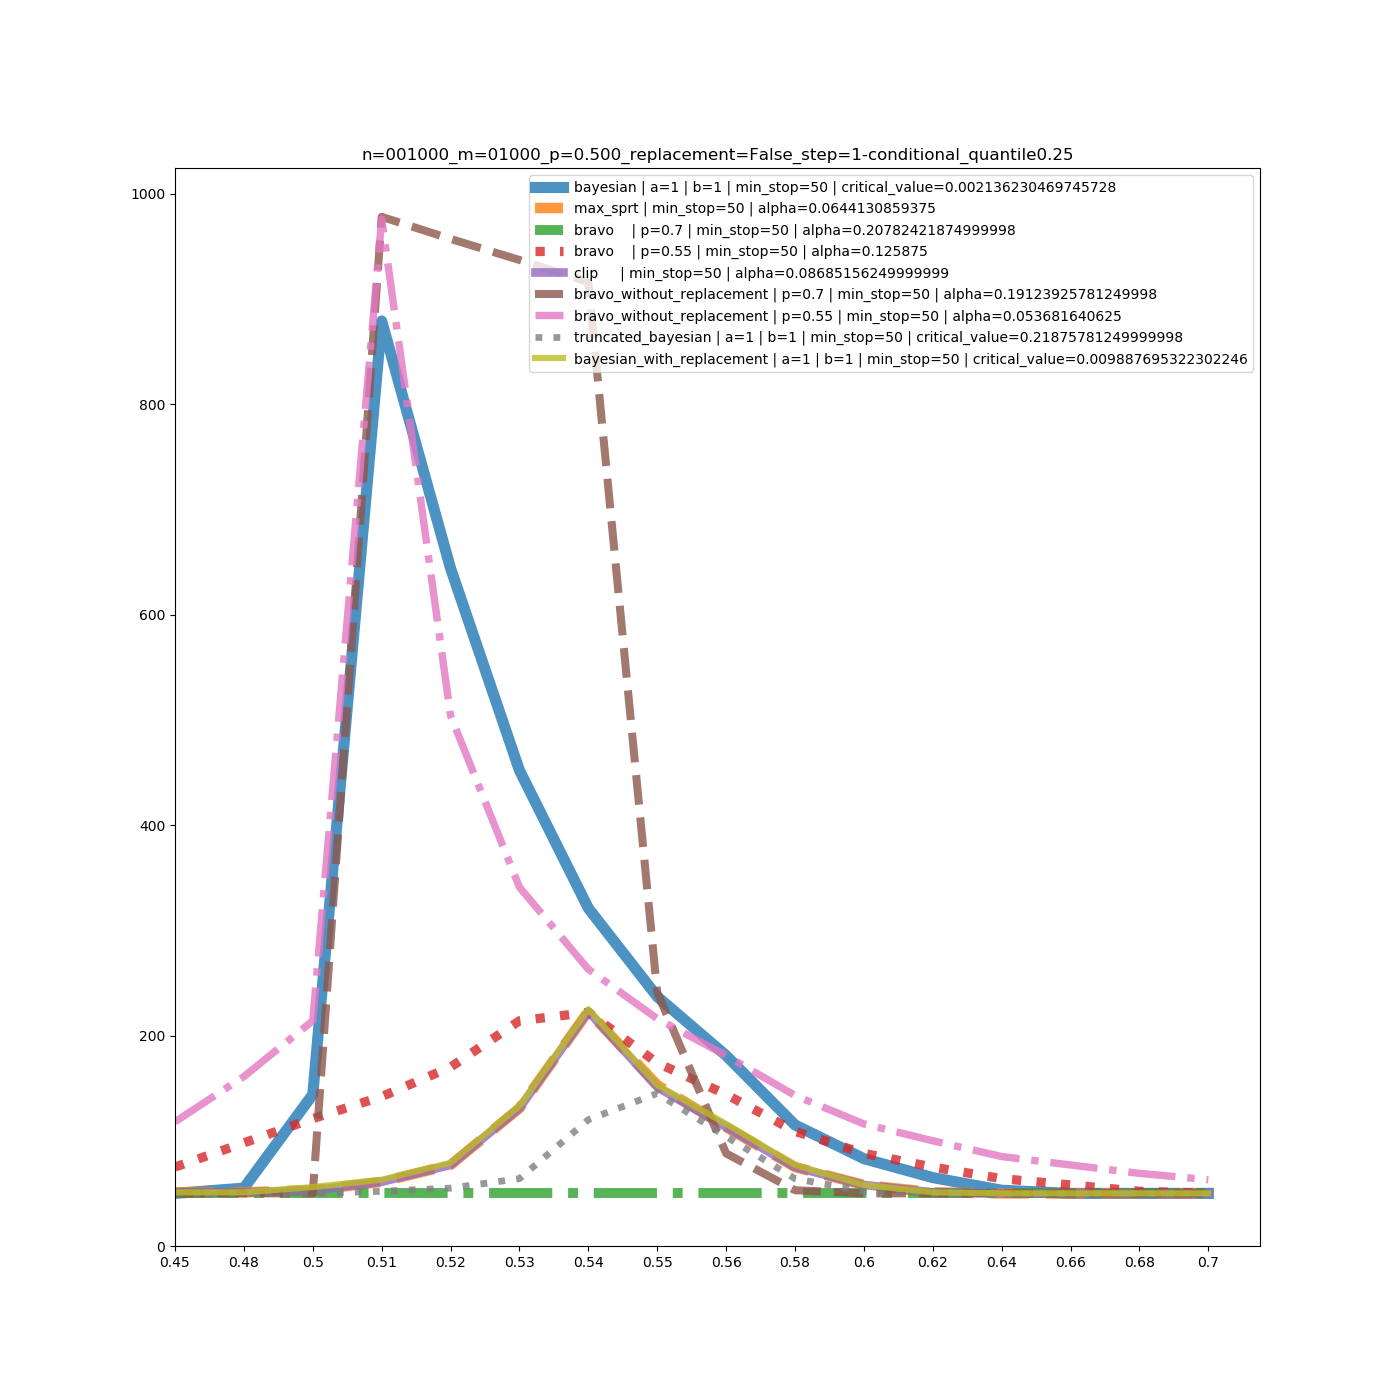 n=001000_m=01000_p=0.500_replacement=False_step=1-conditional_quantile0.25
1000
800
600
400
200
0
bayesian | a=1 | b=1 | min_stop=50 | critical_value=0.002136230469745728
max_sprt | min_stop=50 | alpha=0.0644130859375
bravo    | p=0.7 | min_stop=50 | alpha=0.20782421874999998
bravo    | p=0.55 | min_stop=50 | alpha=0.125875
clip     | min_stop=50 | alpha=0.08685156249999999
bravo_without_replacement | p=0.7 | min_stop=50 | alpha=0.19123925781249998
bravo_without_replacement | p=0.55 | min_stop=50 | alpha=0.053681640625
truncated_bayesian | a=1 | b=1 | min_stop=50 | critical_value=0.21875781249999998
bayesian_with_replacement | a=1 | b=1 | min_stop=50 | critical_value=0.009887695322302246
0.45 0.48 0.5 0.51 0.52 0.53 0.54 0.55 0.56 0.58 0.6 0.62 0.64 0.66 0.68 0.7